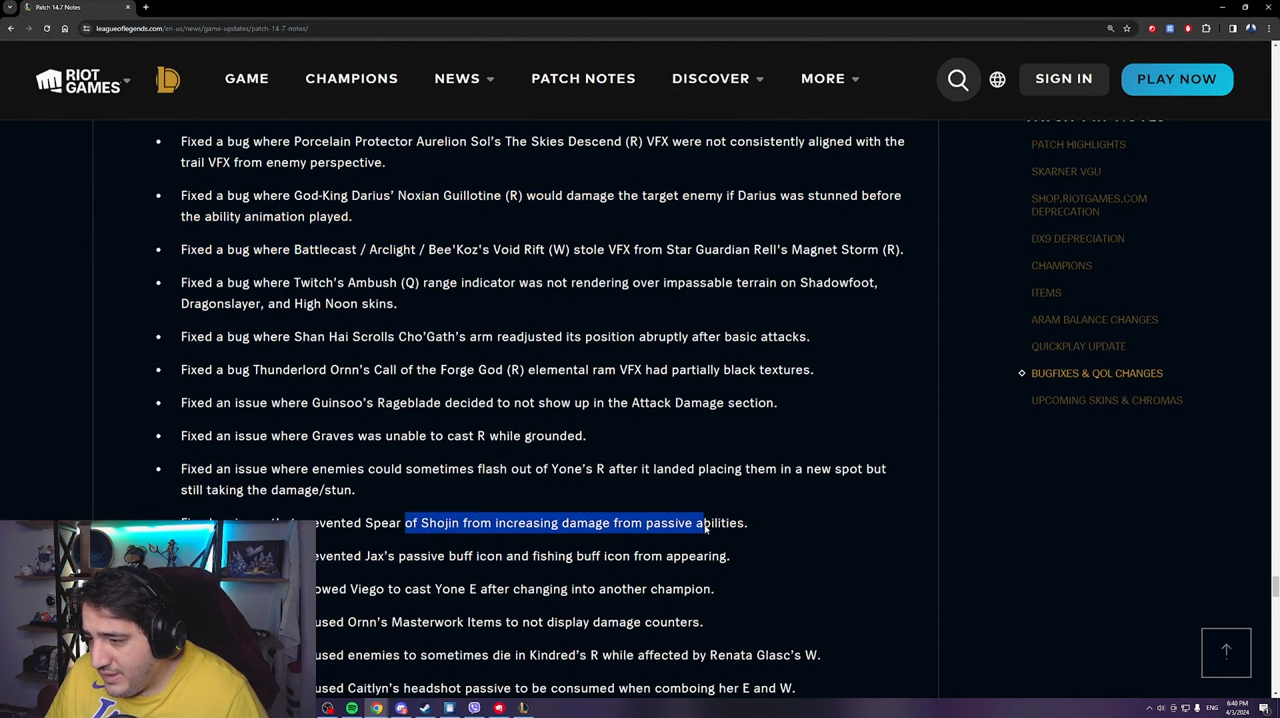 Patch 14.7 Notes
leagueoflegends.com/en-us/news/game-updates/patch-14-7-notes/
RIOT GAMES
GAME
CHAMPIONS
NEWS
PATCH NOTES
DISCOVER
MORE
SIGN IN
PLAY NOW
• Fixed a bug where Porcelain Protector Aurelion Sol's The Skies Descend (R) VFX were not consistently aligned with the
trail VFX from enemy perspective.
• Fixed a bug where God-King Darius' Noxian Guillotine (R) would damage the target enemy if Darius was stunned before
the ability animation played.
• Fixed a bug where Battlecast / Arclight / Bee'Koz's Void Rift (W) stole VFX from Star Guardian Rell's Magnet Storm (R).
• Fixed a bug where Twitch's Ambush (Q) range indicator was not rendering over impassable terrain on Shadowfoot,
Dragonslayer, and High Noon skins.
• Fixed a bug where Shan Hai Scrolls Cho'Gath's arm readjusted its position abruptly after basic attacks.
• Fixed a bug Thunderlord Ornn's Call of the Forge God (R) elemental ram VFX had partially black textures.
• Fixed an issue where Guinsoo's Rageblade decided to not show up in the Attack Damage section.
• Fixed an issue where Graves was unable to cast R while grounded.
• Fixed an issue where enemies could sometimes flash out of Yone's R after it landed placing them in a new spot but
still taking the damage/stun.
evented Spear of Shojin from increasing damage from passive abilities.
evented Jax's passive buff icon and fishing buff icon from appearing.
owed Viego to cast Yone E after changing into another champion.
used Ornn's Masterwork Items to not display damage counters.
used enemies to sometimes die in Kindred's R while affected by Renata Glasc's W.
used Caitlyn's headshot passive to be consumed when comboing her E and W.
PATCH HIGHLIGHTS
SKARNER VGU
SHOP.RIOTGAMES.COM
DEPRECATION
DX9 DEPRECIATION
CHAMPIONS
ITEMS
ARAM BALANCE CHANGES
QUICKPLAY UPDATE
BUGFIXES & QOL CHANGES
UPCOMING SKINS & CHROMAS
ENG
6:40 PM
4/3/2024